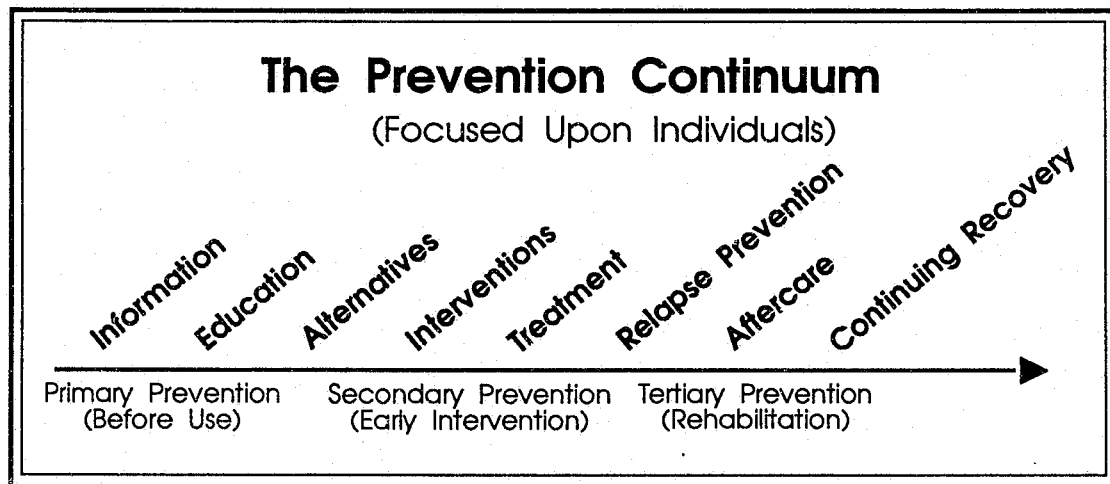 The Prevention Continuum
(Focused Upon Individuals)
Information
Education
Alternatives
Interventions
Treatment
Relapse Prevention
Aftercare
Continuing Recovery
Primary Prevention
(Before Use)
Secondary Prevention
(Early Intervention)
Tertiary Prevention
(Rehabilitation)